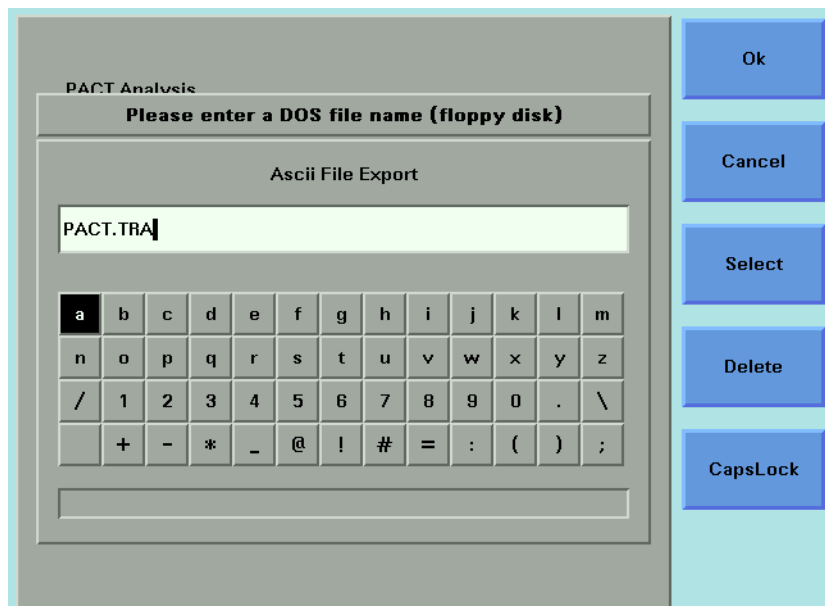 PACT Analysis
Please enter a DOS file name (floppy disk)
Ascii File Export
PACT.TRA
a b c d e f g h i j k l m
n o p q r s t u v w x y z
/ 1 2 3 4 5 6 7 8 9 0 . \
+ - * _ @ ! # = : ( ) ;
Ok
Cancel
Select
Delete
CapsLock